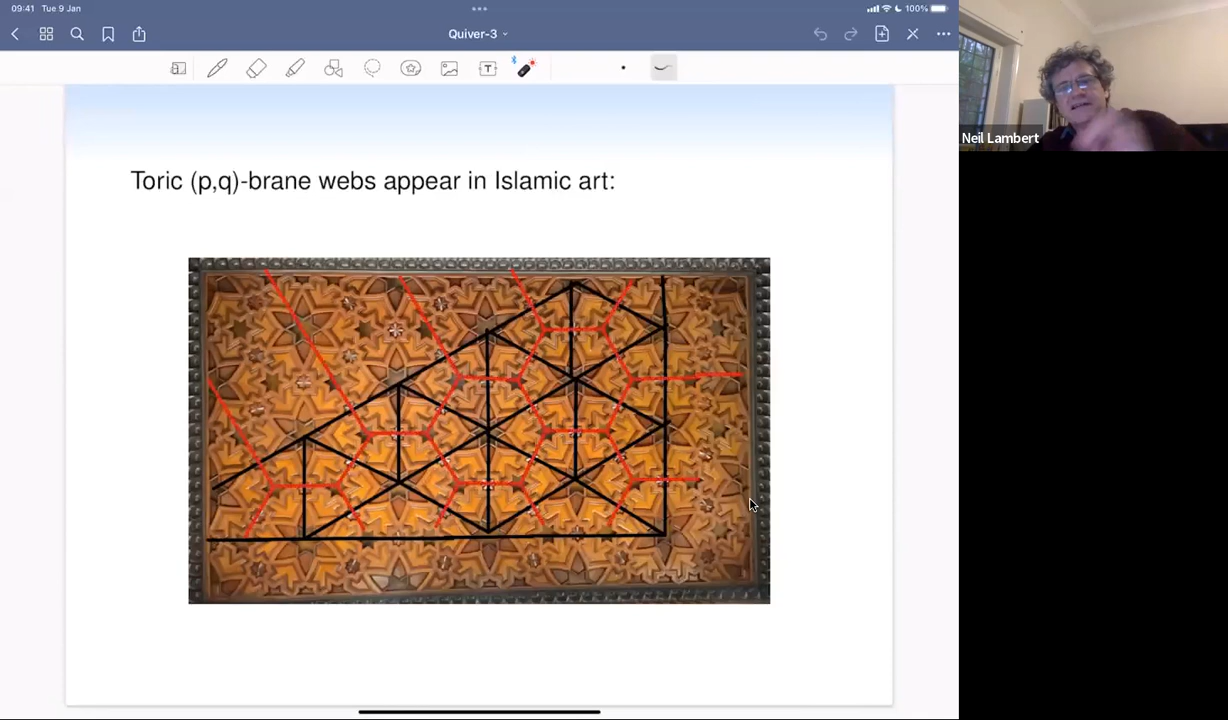 09:41 Tue 9 Jan
100%
Quiver-3
T
Neil Lambert
Toric (p,q)-brane webs appear in Islamic art: